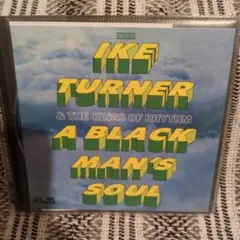 IKE
TURNER
& THE KINGS OF RHYTHM
A BLACK
MAN'S
SOUL